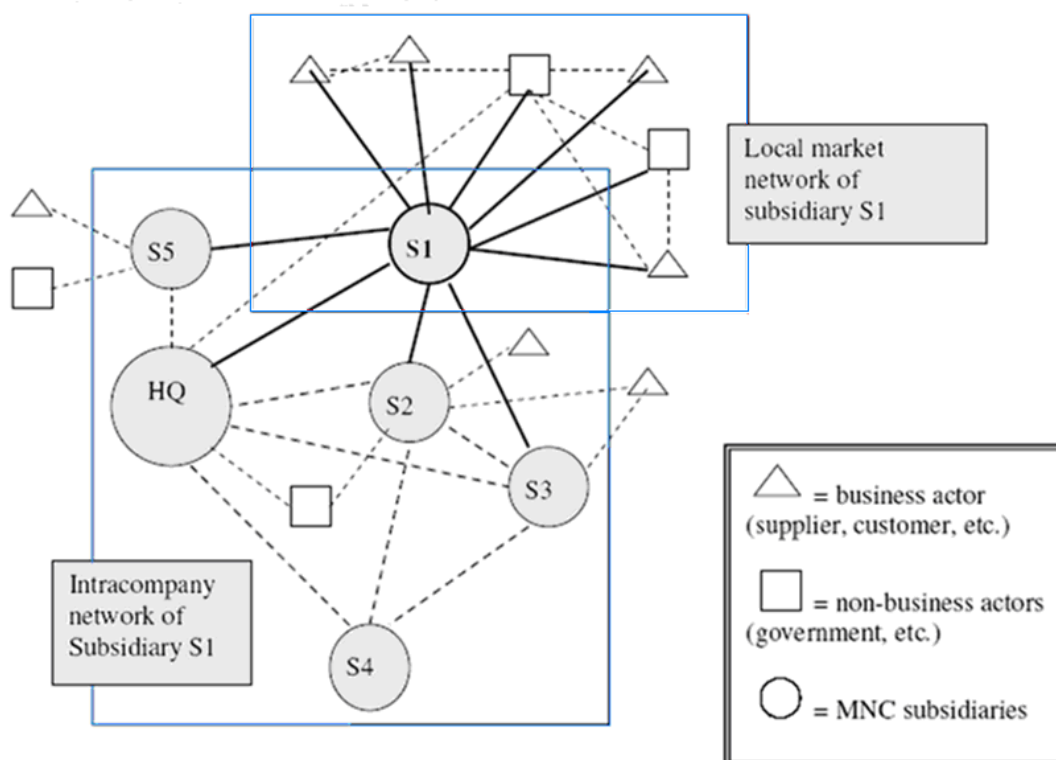 Local market
network of
subsidiary S1
S5
S1
HQ
S2
S3
Intracompany
network of
Subsidiary S1
S4
= business actor
(supplier, customer, etc.)
= non-business actors
(government, etc.)
= MNC subsidiaries